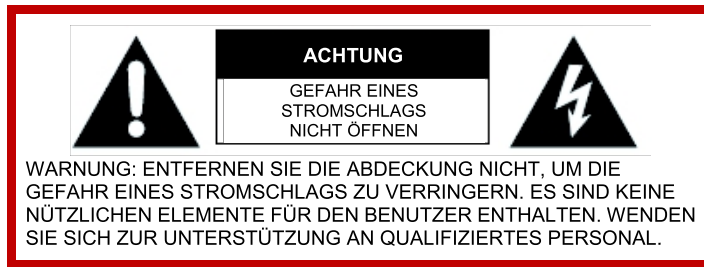 ACHTUNG
GEFAHR EINES
STROMSCHLAGS
NICHT ÖFFNEN
WARNUNG: ENTFERNEN SIE DIE ABDECKUNG NICHT, UM DIE
GEFAHR EINES STROMSCHLAGS ZU VERRINGERN. ES SIND KEINE
NÜTZLICHEN ELEMENTE FÜR DEN BENUTZER ENTHALTEN. WENDEN
SIE SICH ZUR UNTERSTÜTZUNG AN QUALIFIZIERTES PERSONAL.